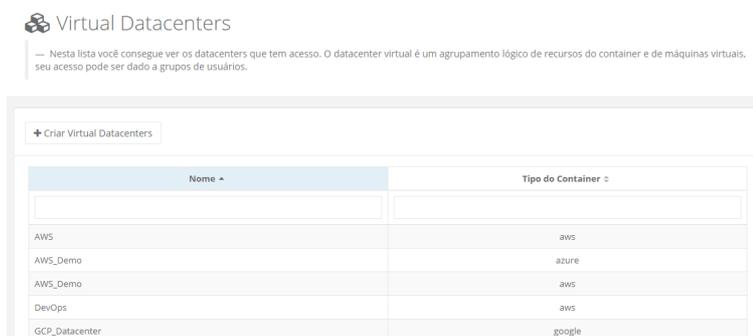 Virtual Datacenters
— Nesta lista você consegue ver os datacenters que tem acesso. O datacenter virtual é um agrupamento lógico de recursos do container e de máquinas virtuais,
seu acesso pode ser dado a grupos de usuários.
+ Criar Virtual Datacenters
Nome Tipo do Container
AWS aws
AWS_Demo azure
AWS_Demo aws
DevOps aws
GCP_Datacenter google